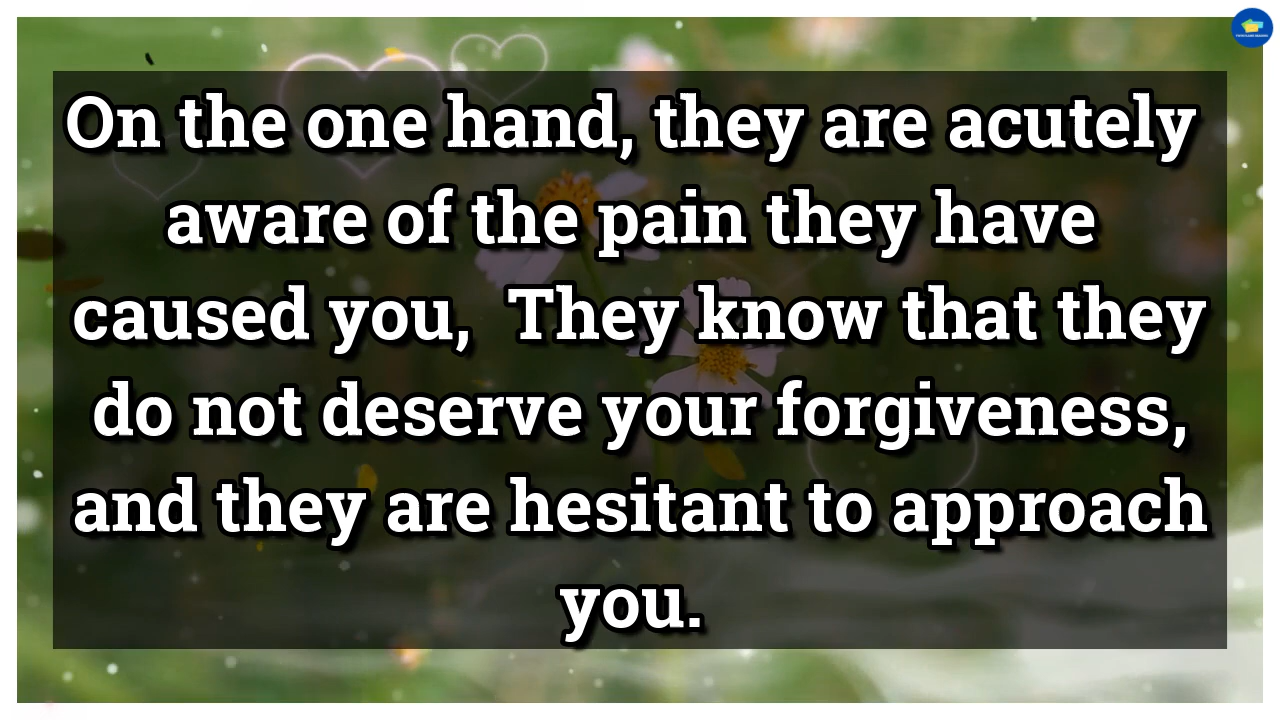 On the one hand, they are acutely
aware of the pain they have
caused you,  They know that they
do not deserve your forgiveness,
and they are hesitant to approach
you.